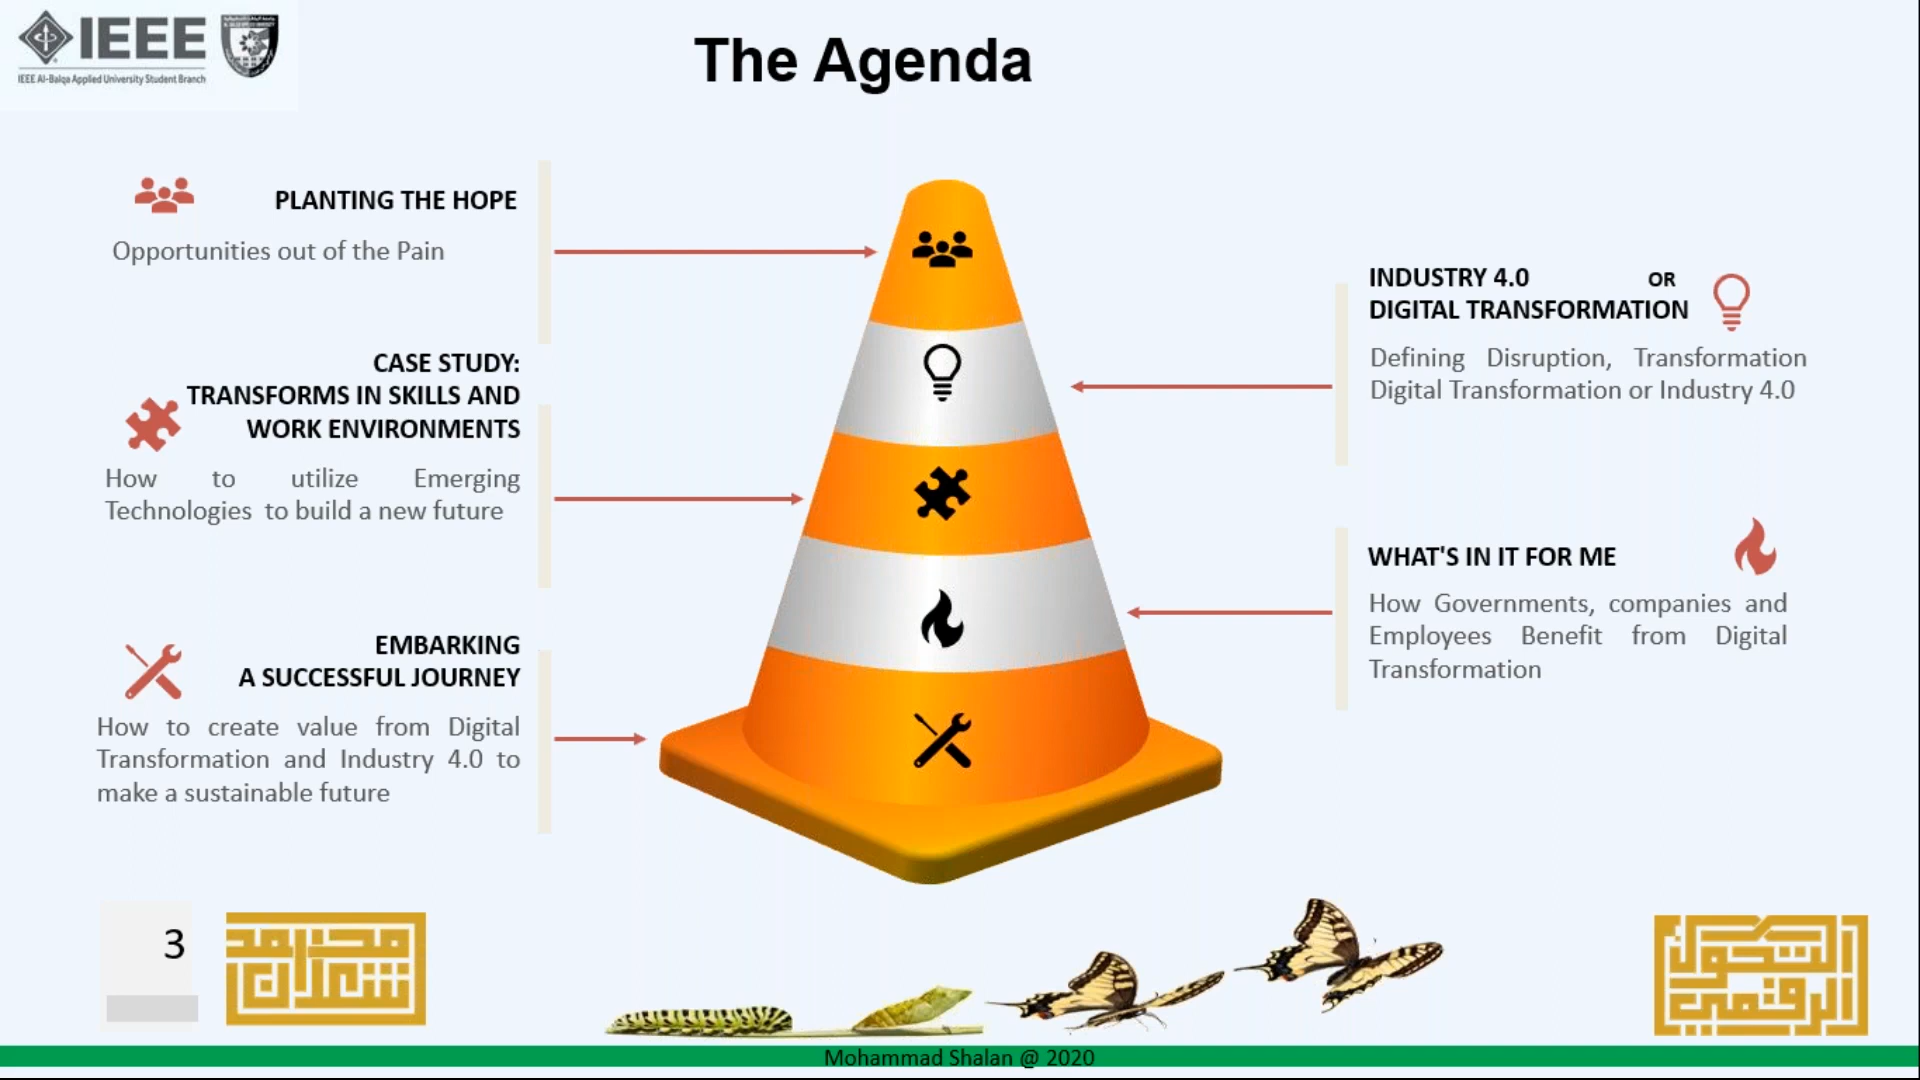 IEEE
IEEE Al-Balqa Applied University Student Branch
The Agenda
PLANTING THE HOPE
Opportunities out of the Pain
INDUSTRY 4.0 OR
DIGITAL TRANSFORMATION
Defining Disruption, Transformation
Digital Transformation or Industry 4.0
CASE STUDY:
TRANSFORMS IN SKILLS AND
WORK ENVIRONMENTS
How to utilize Emerging
Technologies to build a new future
WHAT'S IN IT FOR ME
How Governments, companies and
Employees Benefit from Digital
Transformation
EMBARKING
A SUCCESSFUL JOURNEY
How to create value from Digital
Transformation and Industry 4.0 to
make a sustainable future
3
محمد
شعلان
التحول
الرقمي
Mohammad Shalan @ 2020